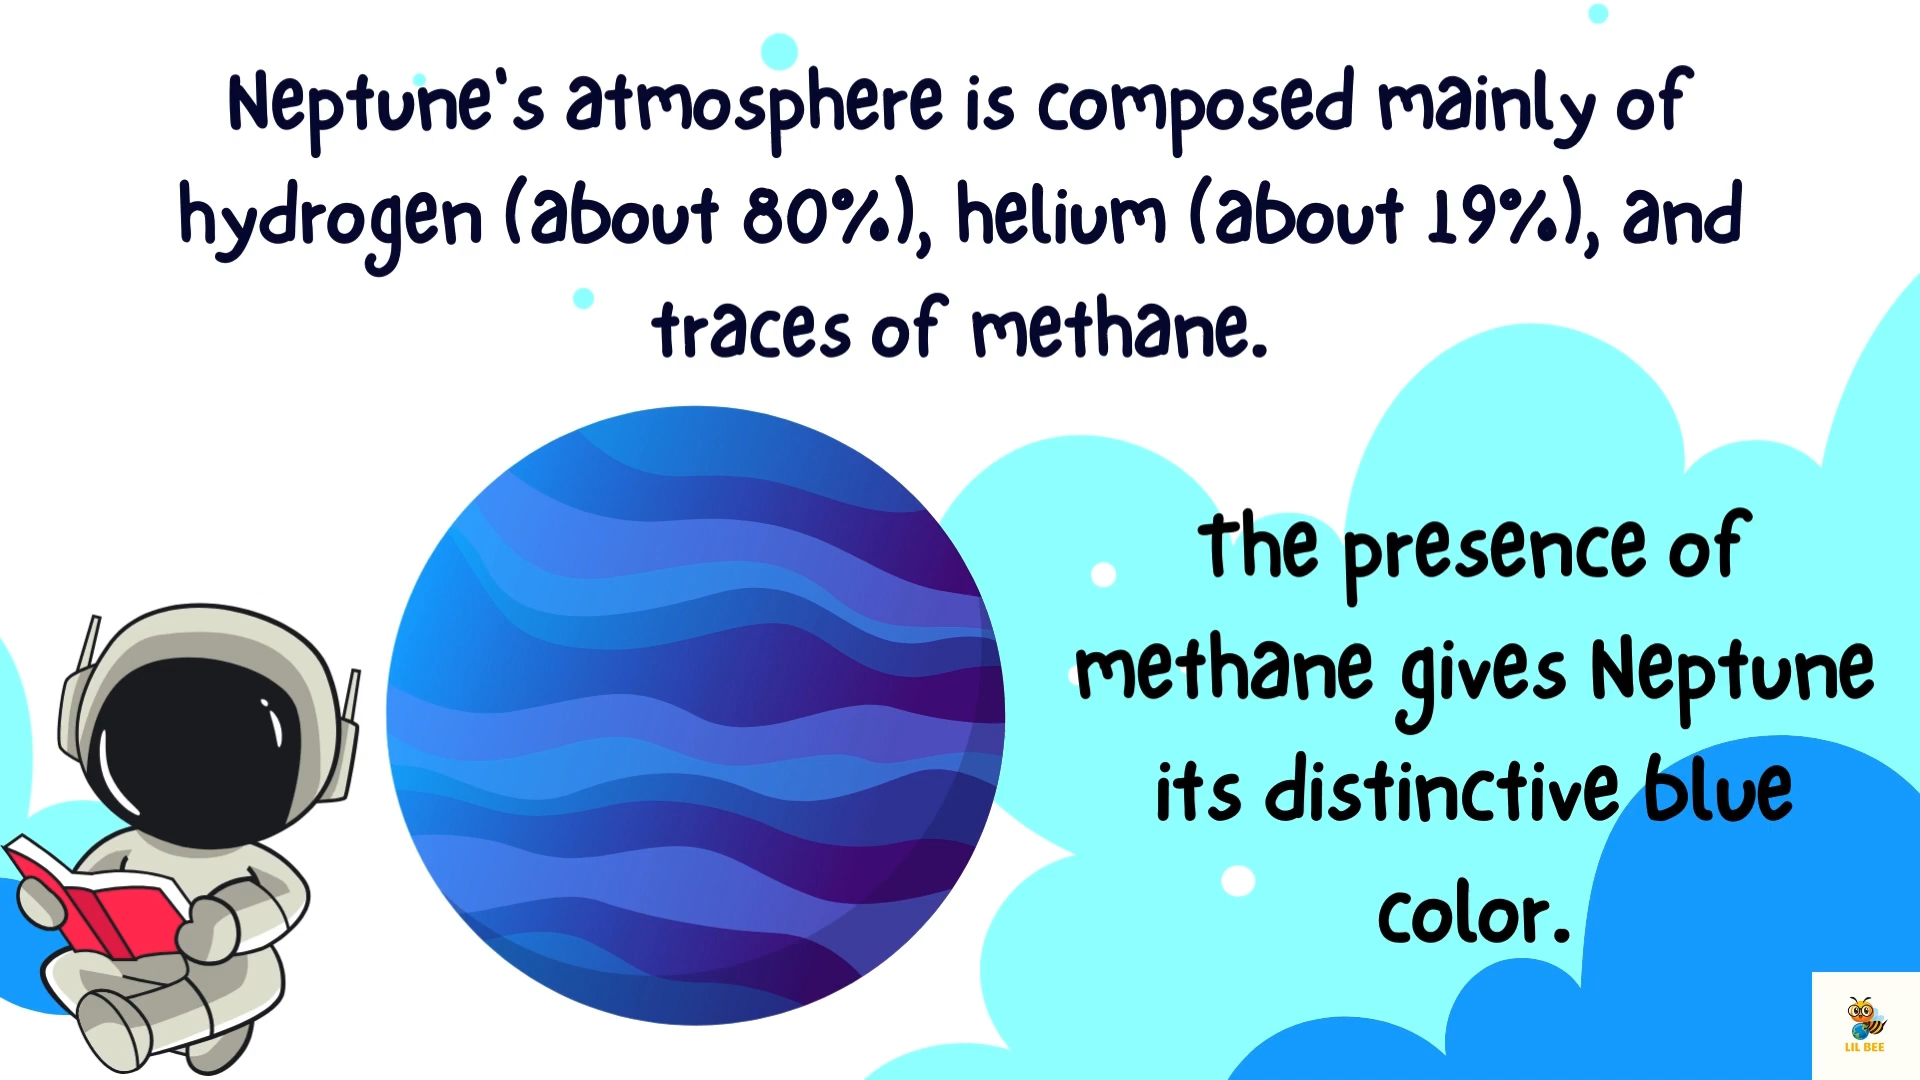 Neptune's atmosphere is composed mainly of
hydrogen (about 80%), helium (about 19%), and
traces of methane.
The presence of
methane gives Neptune
its distinctive blue
color.
LIL BEE